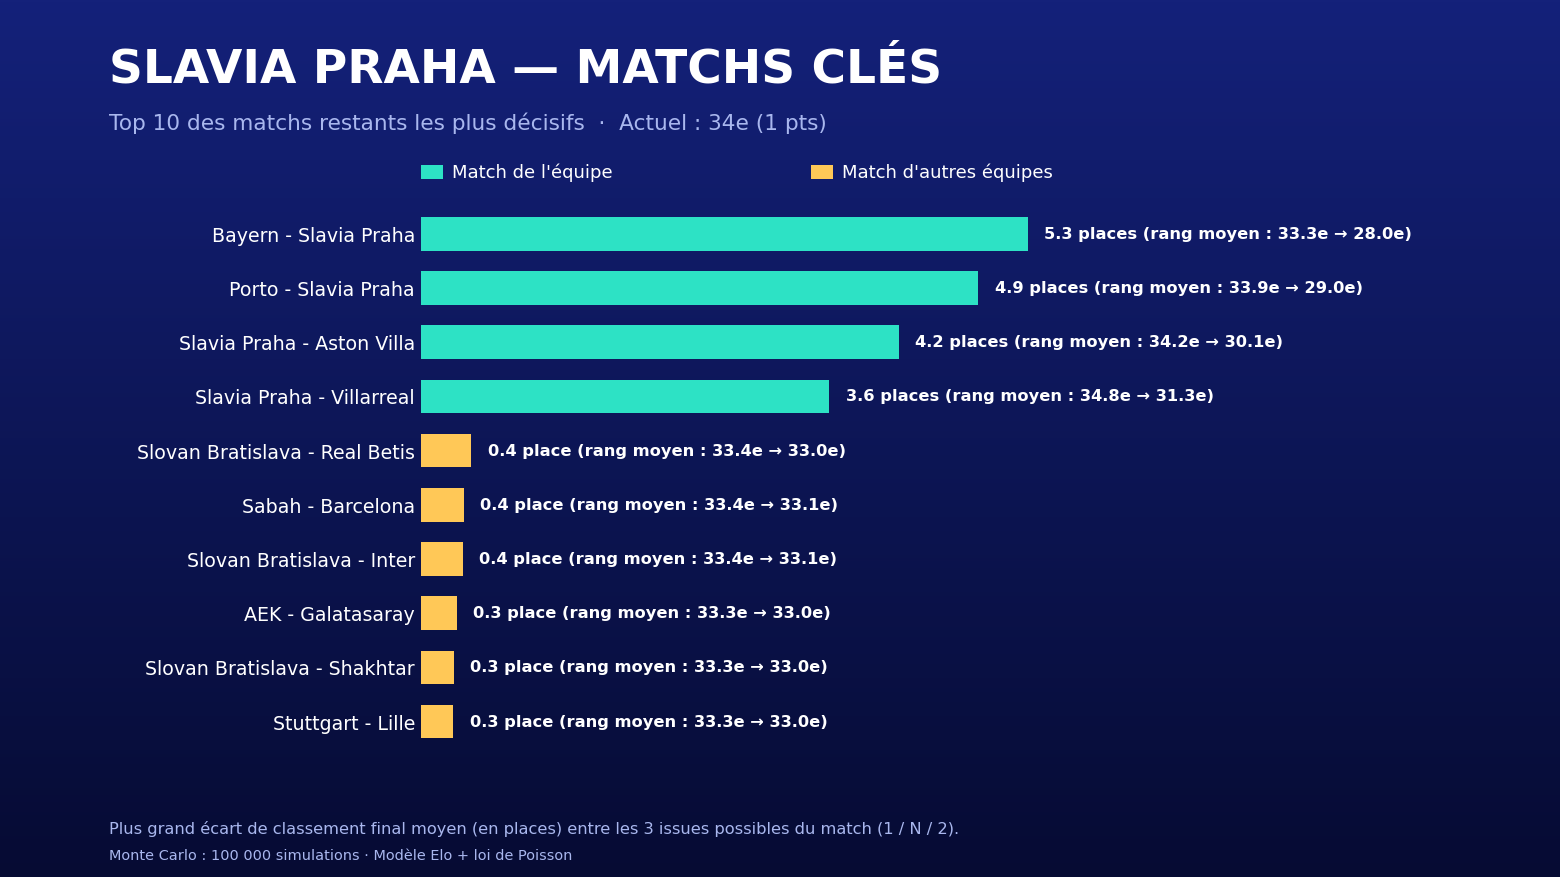 SLAVIA PRAHA — MATCHS CLÉS
Top 10 des matchs restants les plus décisifs · Actuel : 34e (1 pts)
Match de l'équipe
Match d'autres équipes
Bayern - Slavia Praha
5.3 places (rang moyen : 33.3e → 28.0e)
Porto - Slavia Praha
4.9 places (rang moyen : 33.9e → 29.0e)
Slavia Praha - Aston Villa
4.2 places (rang moyen : 34.2e → 30.1e)
Slavia Praha - Villarreal
3.6 places (rang moyen : 34.8e → 31.3e)
Slovan Bratislava - Real Betis
0.4 place (rang moyen : 33.4e → 33.0e)
Sabah - Barcelona
0.4 place (rang moyen : 33.4e → 33.1e)
Slovan Bratislava - Inter
0.4 place (rang moyen : 33.4e → 33.1e)
AEK - Galatasaray
0.3 place (rang moyen : 33.3e → 33.0e)
Slovan Bratislava - Shakhtar
0.3 place (rang moyen : 33.3e → 33.0e)
Stuttgart - Lille
0.3 place (rang moyen : 33.3e → 33.0e)
Plus grand écart de classement final moyen (en places) entre les 3 issues possibles du match (1 / N / 2).
Monte Carlo : 100 000 simulations · Modèle Elo + loi de Poisson